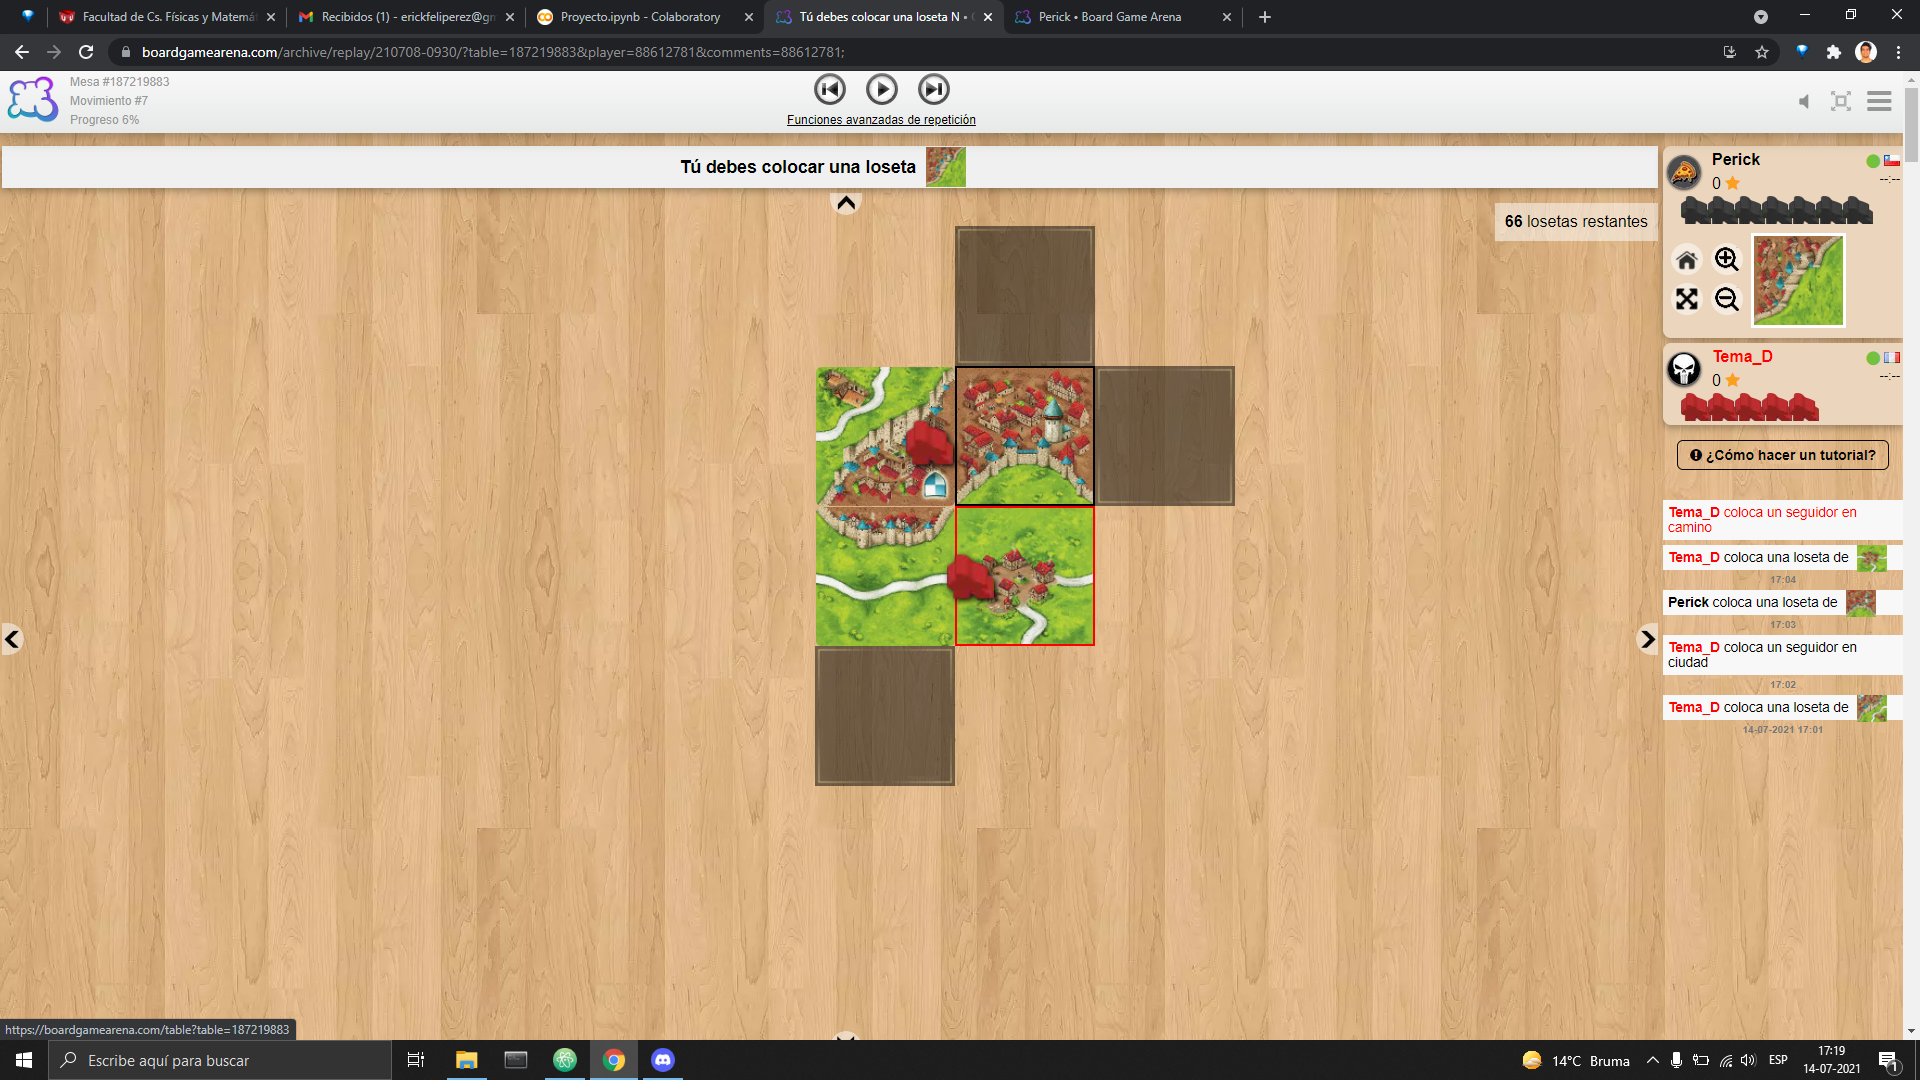 Facultad de Cs. Físicas y Matemá
Recibidos (1) - erickfeliperez@gm
Proyecto.ipynb - Colaboratory
Tú debes colocar una loseta N •
Perick • Board Game Arena
boardgamearena.com/archive/replay/210708-0930/?table=187219883&player=88612781&comments=88612781;
Mesa #187219883
Movimiento #7
Progreso 6%
Funciones avanzadas de repetición
Tú debes colocar una loseta
66 losetas restantes
Perick
0
--:--
Tema_D
0
--:--
¿Cómo hacer un tutorial?
Tema_D coloca un seguidor en
camino
Tema_D coloca una loseta de
17:04
Perick coloca una loseta de
17:03
Tema_D coloca un seguidor en
ciudad
17:02
Tema_D coloca una loseta de
14-07-2021 17:01
https://boardgamearena.com/table?table=187219883
Escribe aquí para buscar
14°C Bruma
ESP
17:19
14-07-2021
1